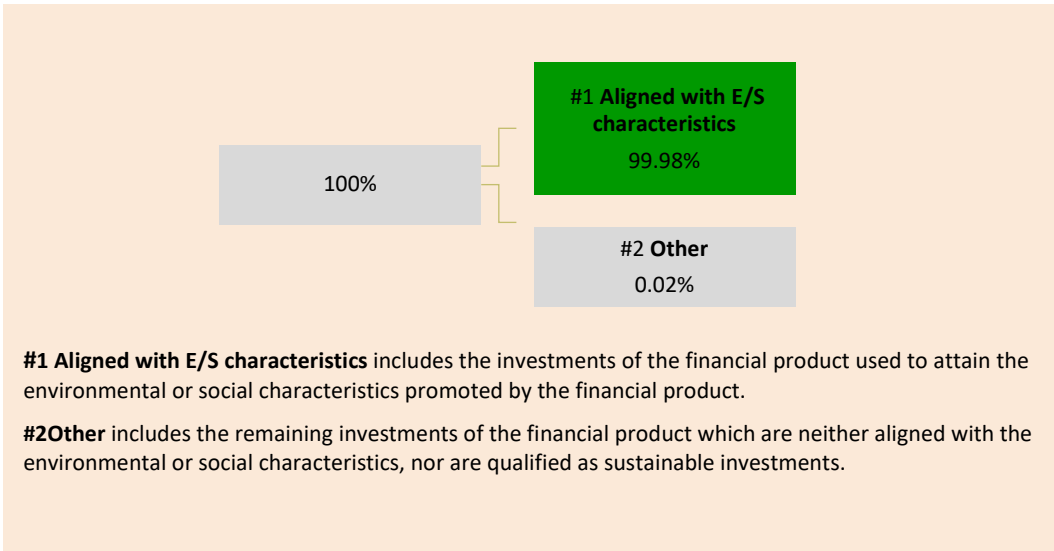 #1 Aligned with E/S
characteristics
99.98%
100%
#2 Other
0.02%
#1 Aligned with E/S characteristics includes the investments of the financial product used to attain the
environmental or social characteristics promoted by the financial product.
#2Other includes the remaining investments of the financial product which are neither aligned with the
environmental or social characteristics, nor are qualified as sustainable investments.